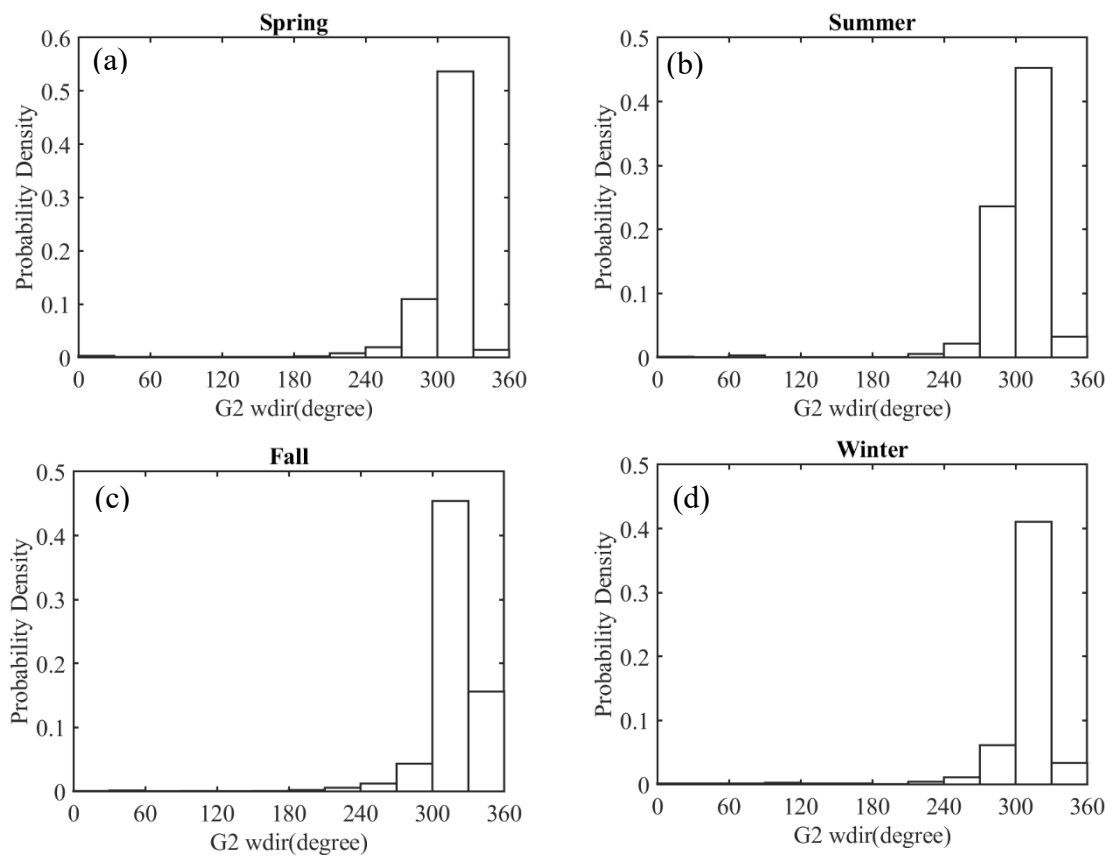 Spring
(a)
Probability Density
0.6
0.5
0.4
0.3
0.2
0.1
0
0 60 120 180 240 300 360
G2 wdir(degree)
Summer
(b)
Probability Density
0.5
0.4
0.3
0.2
0.1
0
0 60 120 180 240 300 360
G2 wdir(degree)
Fall
(c)
Probability Density
0.5
0.4
0.3
0.2
0.1
0
0 60 120 180 240 300 360
G2 wdir(degree)
Winter
(d)
Probability Density
0.5
0.4
0.3
0.2
0.1
0
0 60 120 180 240 300 360
G2 wdir(degree)